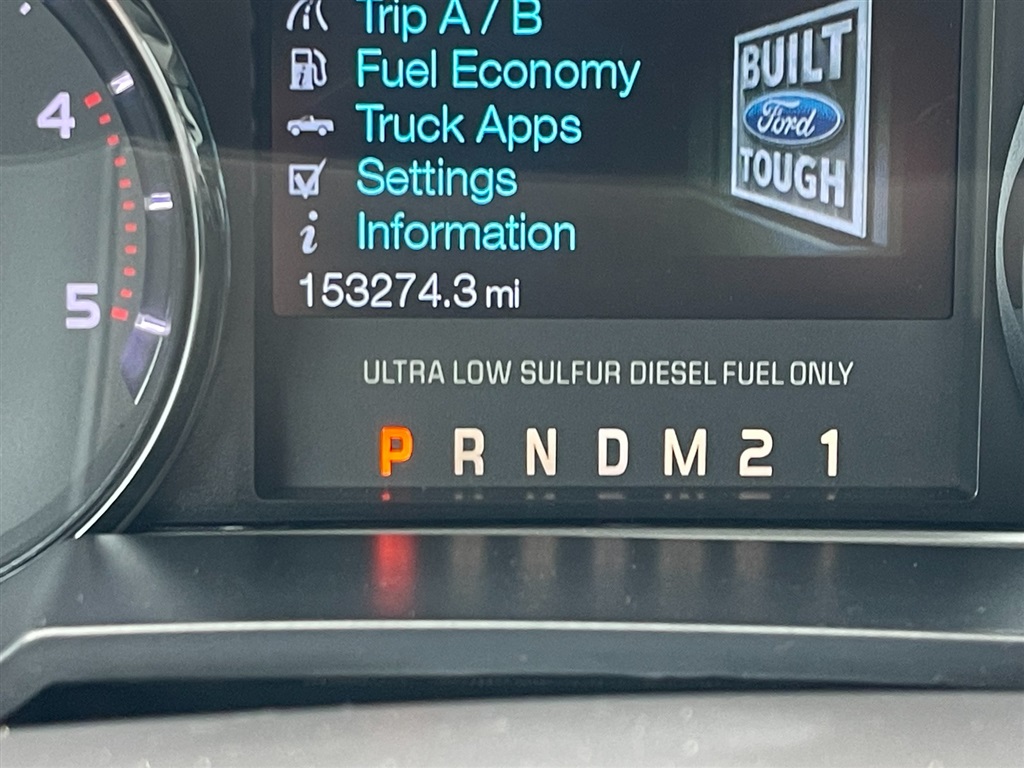 Trip A / B
Fuel Economy
Truck Apps
Settings
Information
153274.3 mi
BUILT
Ford
TOUGH
4
5
ULTRA LOW SULFUR DIESEL FUEL ONLY
P R N D M 2 1